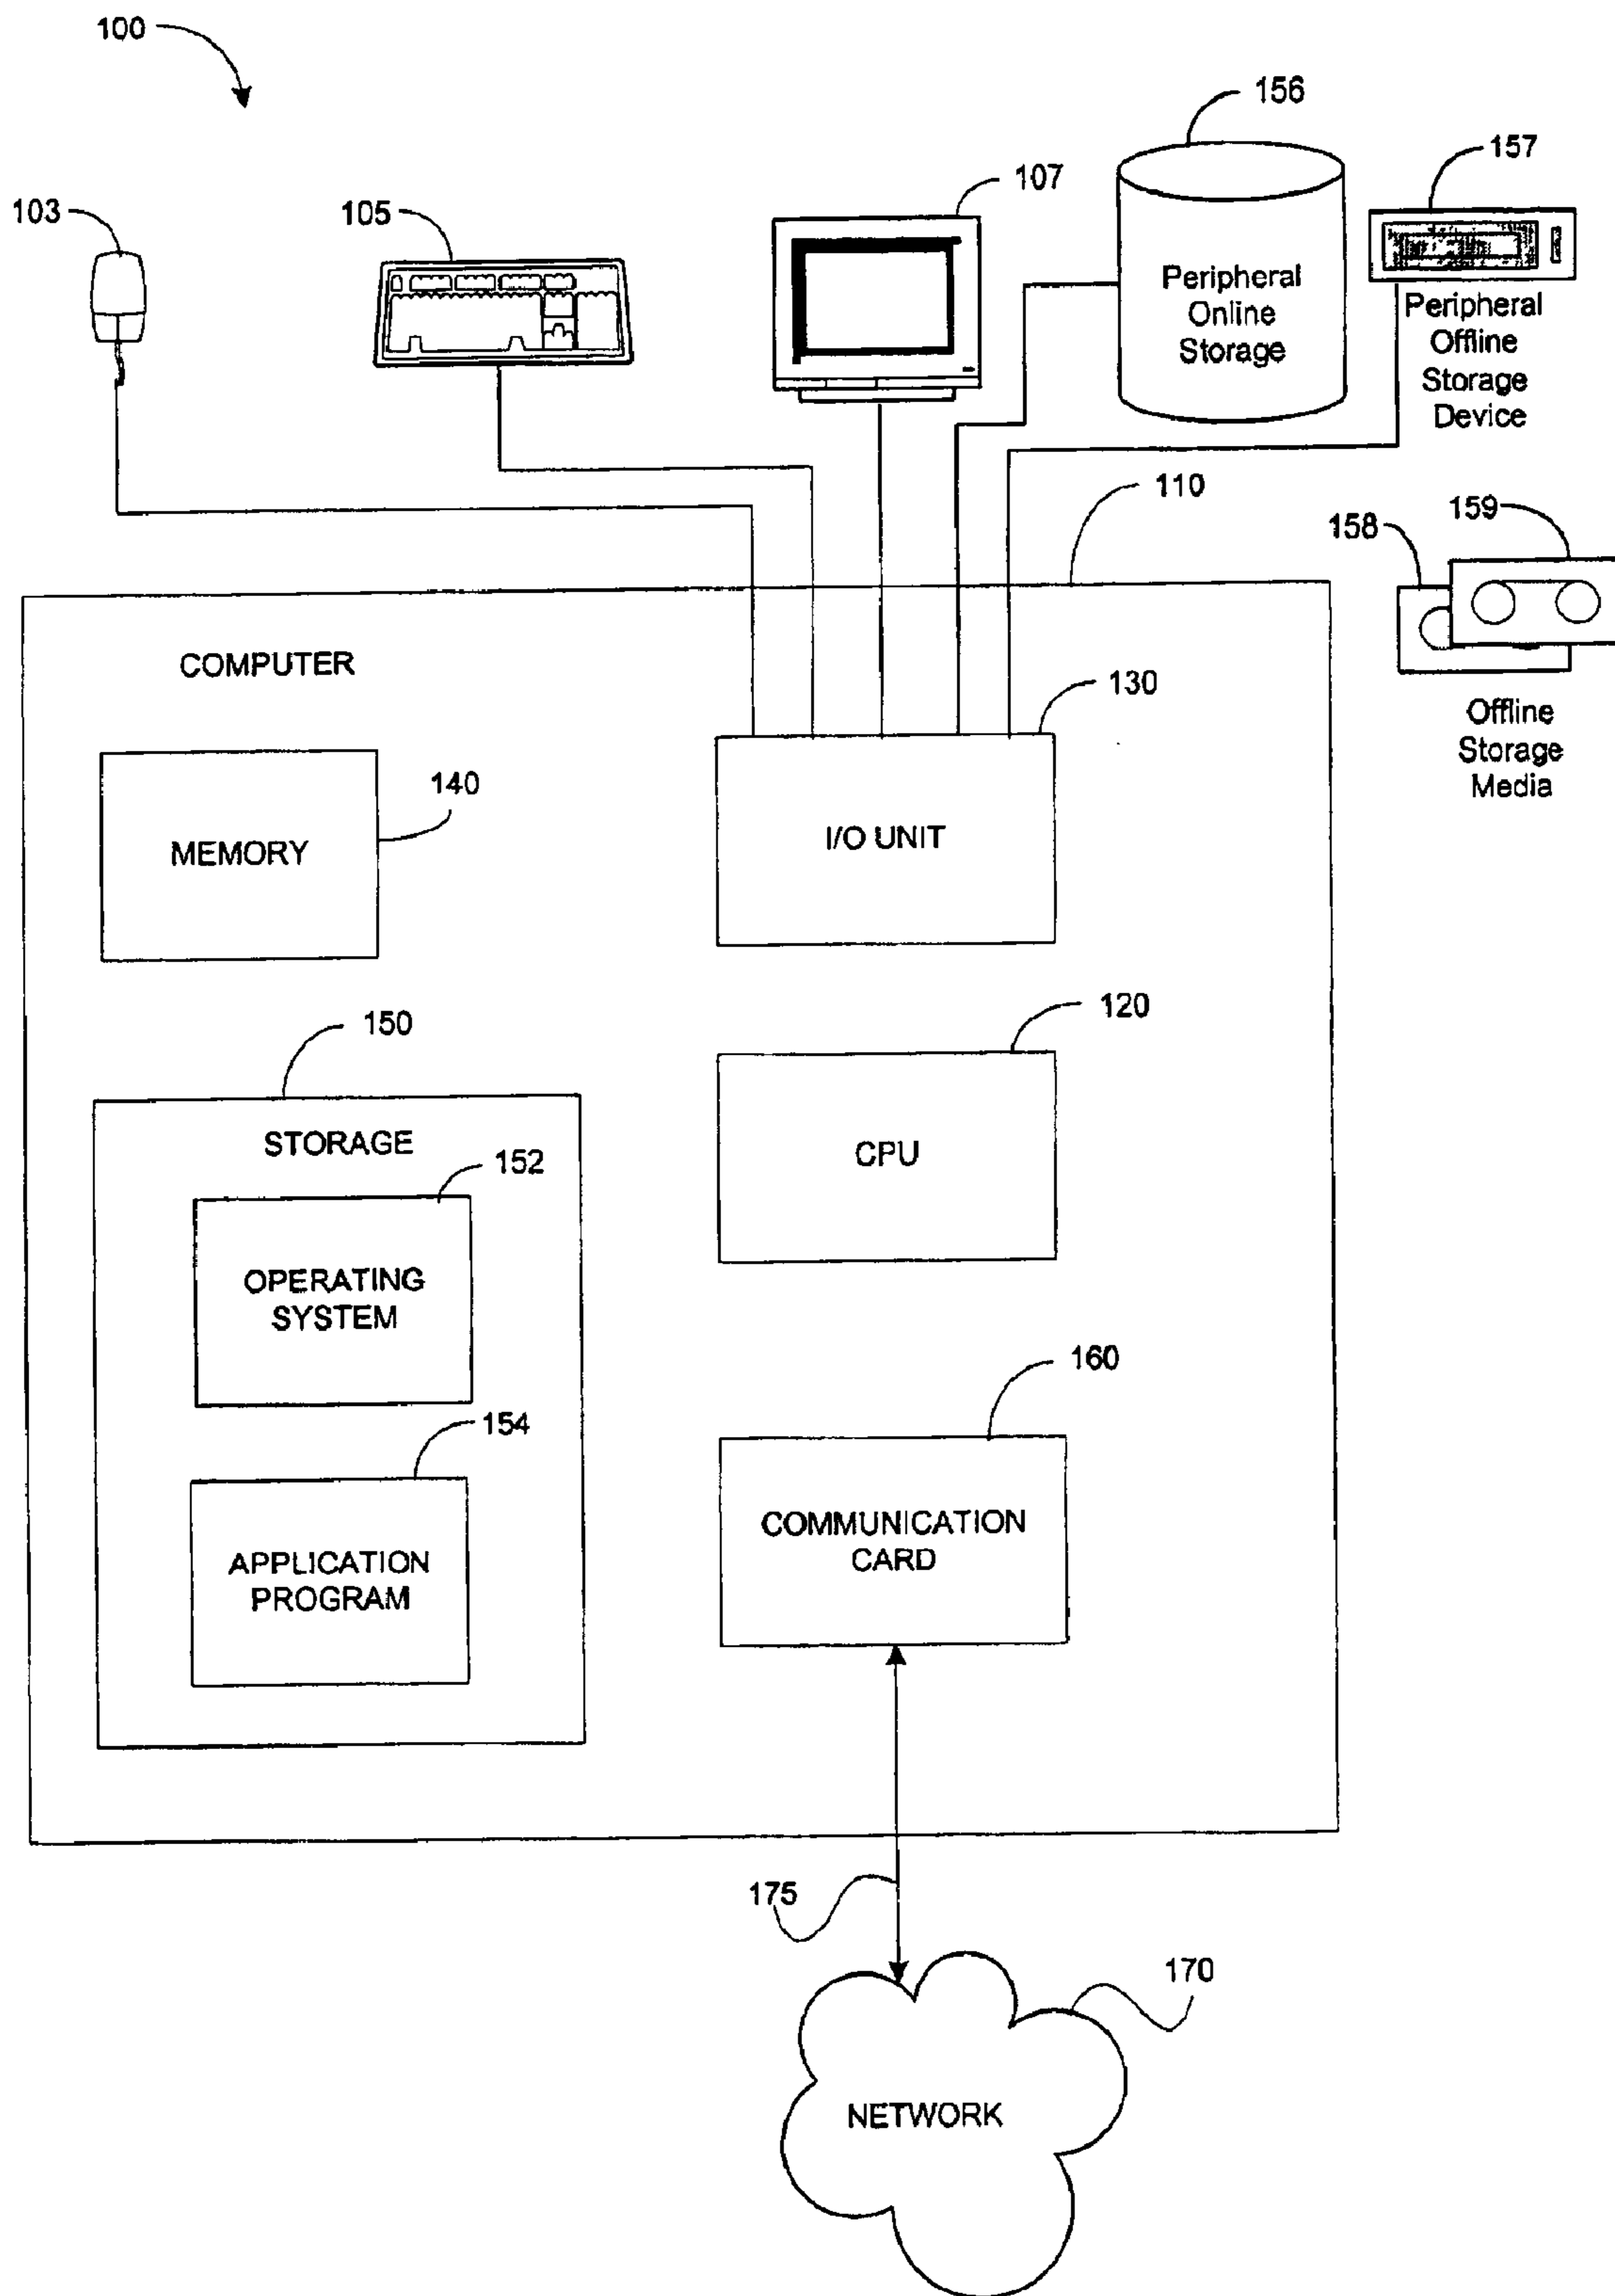 100
156
157
103
105
107
Peripheral
Online
Storage
Peripheral
Offline
Storage
Device
110
158
159
COMPUTER
130
Offline
Storage
Media
140
MEMORY
I/O UNIT
150
120
STORAGE
152
CPU
OPERATING
SYSTEM
160
154
COMMUNICATION
CARD
APPLICATION
PROGRAM
175
170
NETWORK